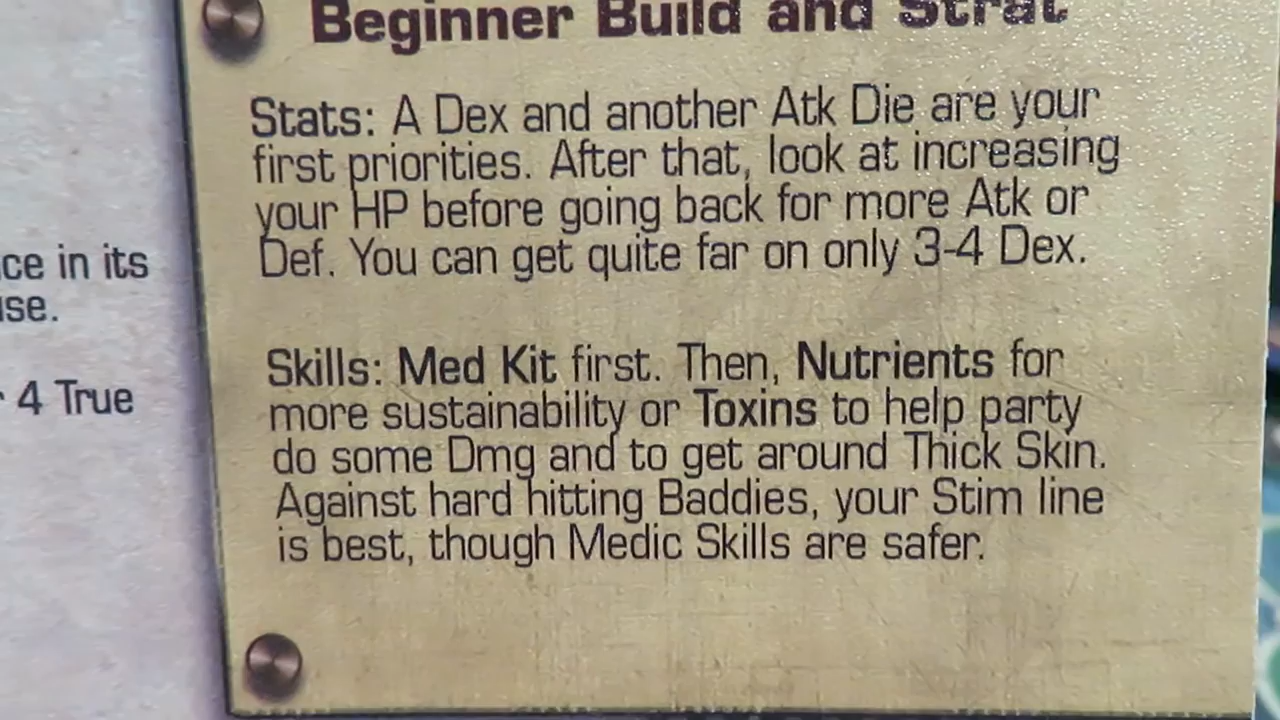 Beginner Build and Strat
Stats: A Dex and another Atk Die are your
first priorities. After that, look at increasing
your HP before going back for more Atk or
Def. You can get quite far on only 3-4 Dex.
Skills: Med Kit first. Then, Nutrients for
more sustainability or Toxins to help party
do some Dmg and to get around Thick Skin.
Against hard hitting Baddies, your Stim line
is best, though Medic Skills are safer.
in its
4 True